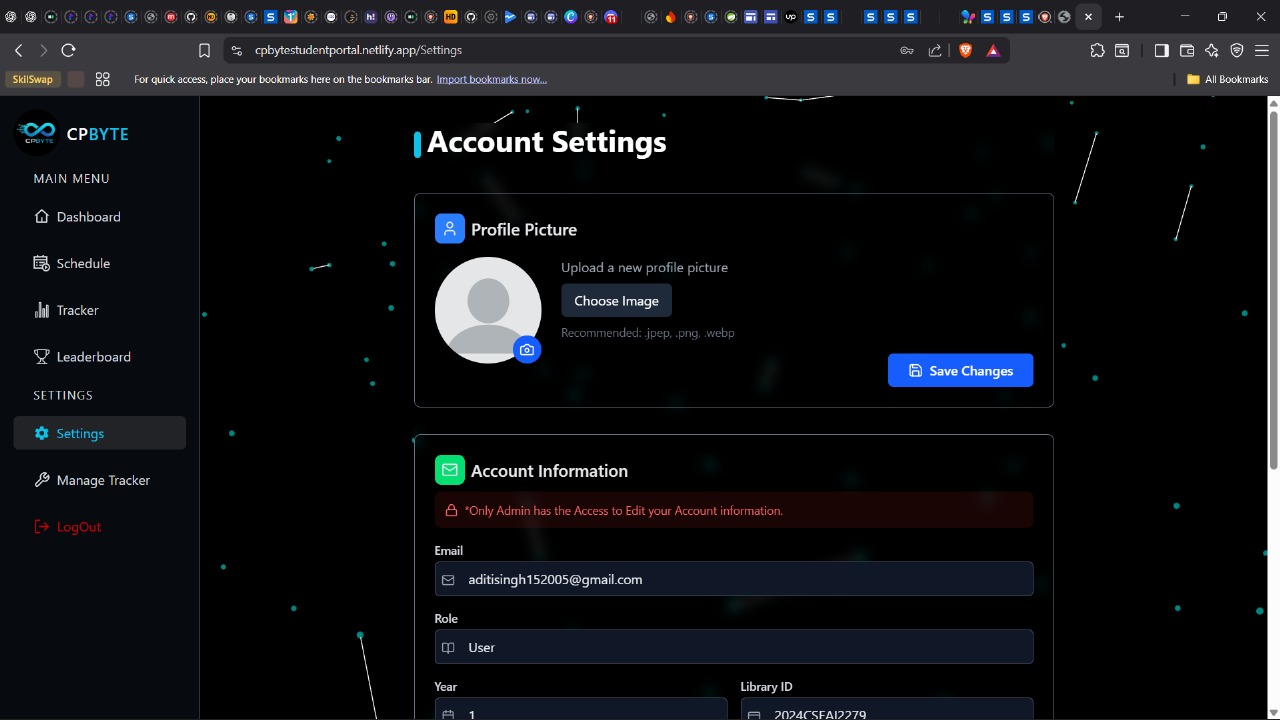 cpbytestudentportal.netlify.app/Settings
SkilSwap
For quick access, place your bookmarks here on the bookmarks bar. Import bookmarks now...
All Bookmarks
CPBYTE
CPBYTE
MAIN MENU
Dashboard
Schedule
Tracker
Leaderboard
SETTINGS
Settings
Manage Tracker
LogOut
Account Settings
Profile Picture
Upload a new profile picture
Choose Image
Recommended: .jpep, .png, .webp
Save Changes
Account Information
*Only Admin has the Access to Edit your Account information.
Email
aditisingh152005@gmail.com
Role
User
Year
Library ID
1
2024CSEAI2279